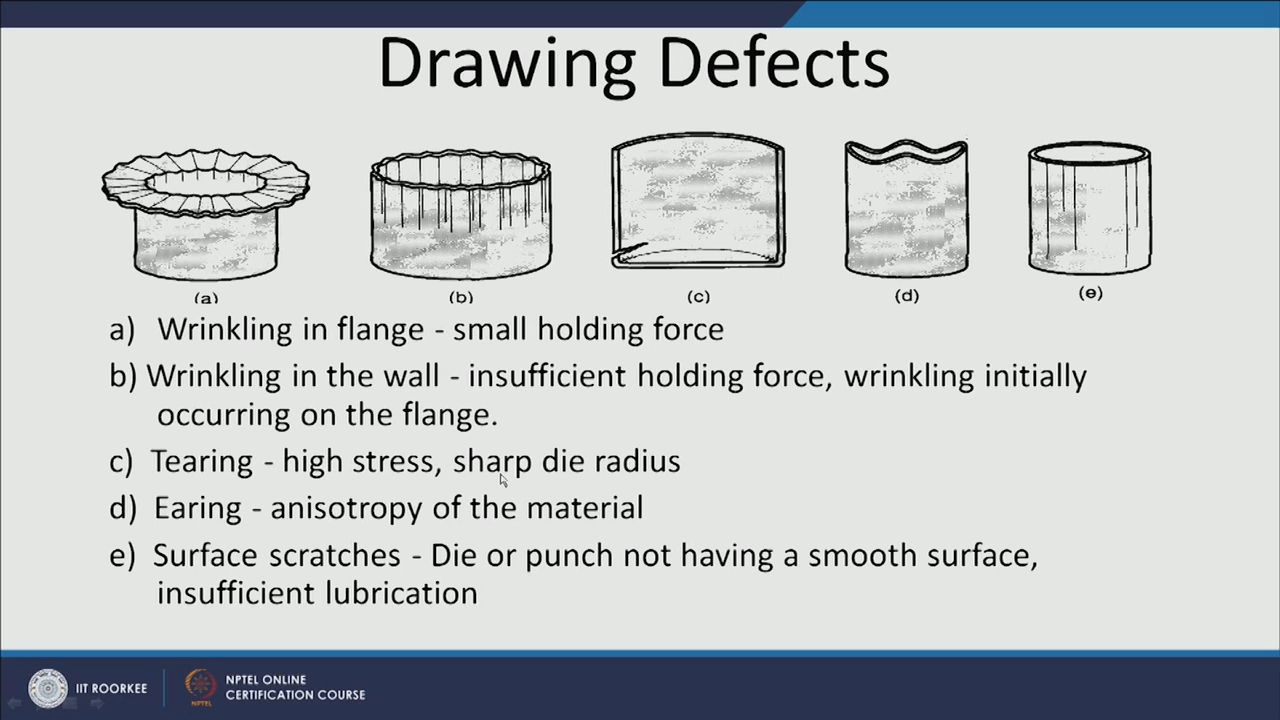 Drawing Defects
(a)
(b)
(c)
(d)
(e)
a) Wrinkling in flange - small holding force
b) Wrinkling in the wall - insufficient holding force, wrinkling initially
occurring on the flange.
c) Tearing - high stress, sharp die radius
d) Earing - anisotropy of the material
e) Surface scratches - Die or punch not having a smooth surface,
insufficient lubrication
IIT ROORKEE
NPTEL
NPTEL ONLINE
CERTIFICATION COURSE